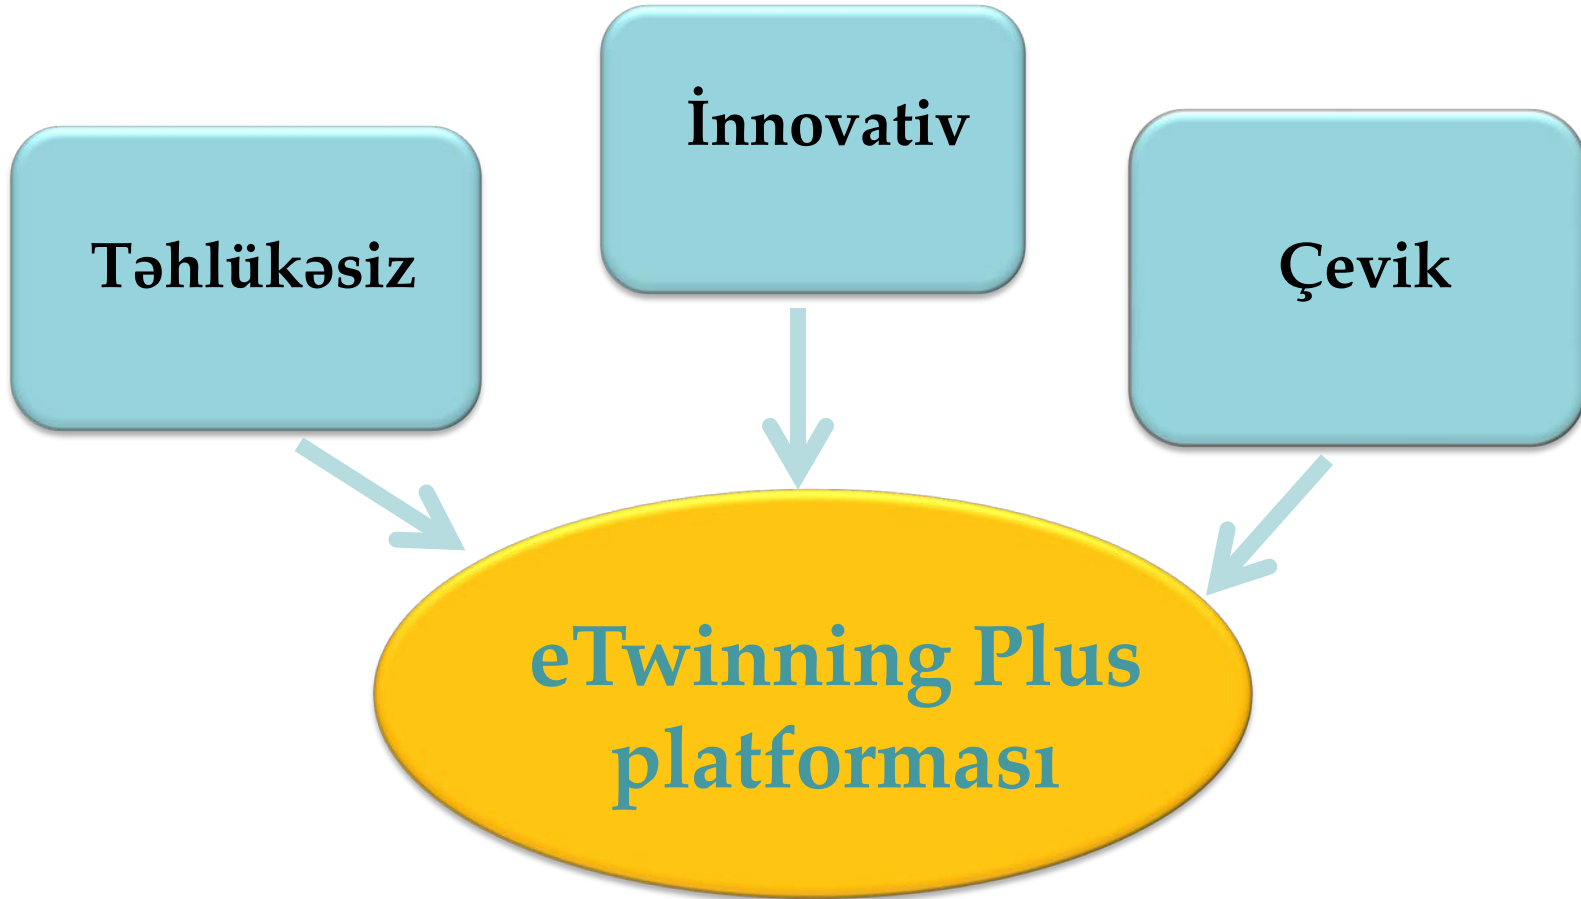 İnnovativ
Təhlükəsiz
Çevik
eTwinning Plus
platforması